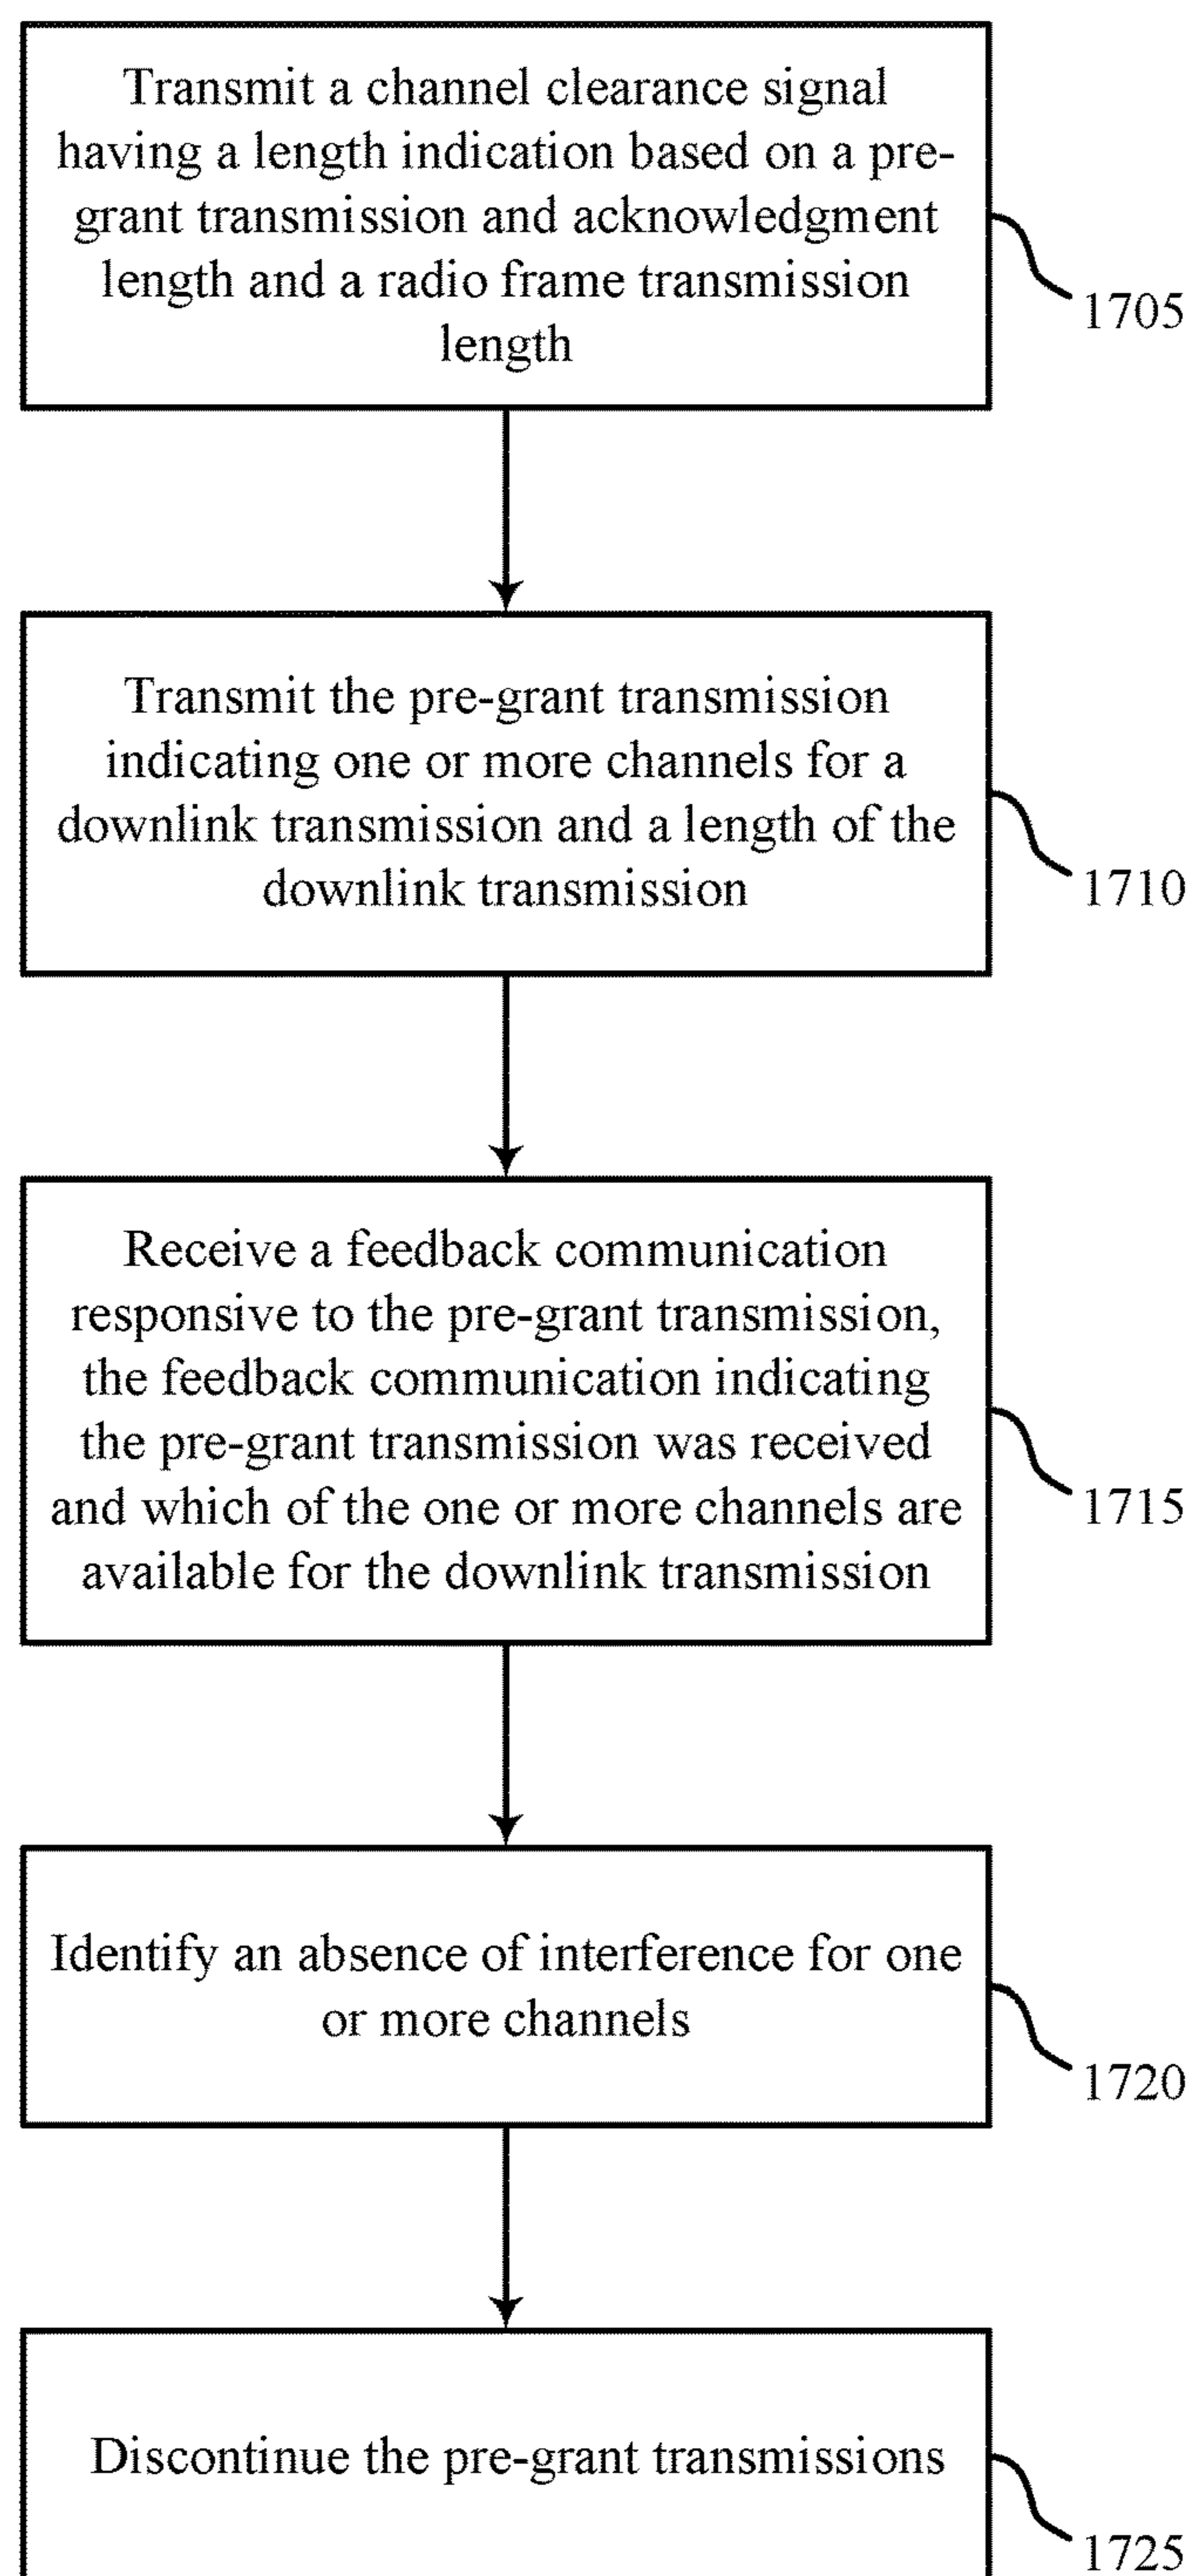 Transmit a channel clearance signal
having a length indication based on a pre-
grant transmission and acknowledgment
length and a radio frame transmission
length
1705
Transmit the pre-grant transmission
indicating one or more channels for a
downlink transmission and a length of the
downlink transmission
1710
Receive a feedback communication
responsive to the pre-grant transmission,
the feedback communication indicating
the pre-grant transmission was received
and which of the one or more channels are
available for the downlink transmission
1715
Identify an absence of interference for one
or more channels
1720
Discontinue the pre-grant transmissions
1725